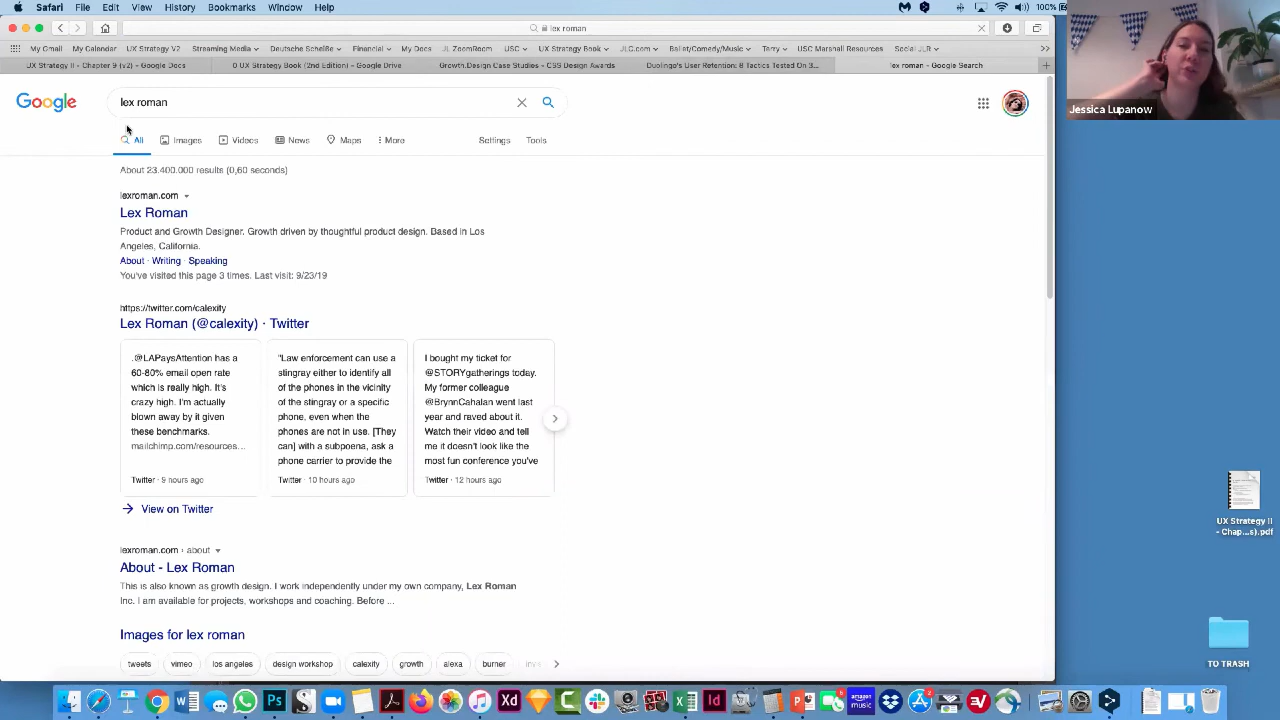 Safari File Edit View History Bookmarks Window Help 100%
lex roman
My Gmail My Calendar UX Strategy V2 Streaming Media Deutsche Scheiße Financial My Docs JL ZoomRoom USC UX Strategy Book JLG.com Ballot/Comedy/Music Terry USC Marshall Resources Social JLR
UX Strategy II - Chapter 9 (v2) - Google Docs 0 UX Strategy Book (2nd Edition) - Google Drive Growth.Design Case Studies - CSS Design Awards Duolingo's User Retention: 8 Tactics Tested On 3... lex roman - Google Search
Google lex roman
Jessica Lupanow
All Images Videos News Maps More Settings Tools
About 23.400.000 results (0,60 seconds)
lexroman.com
Lex Roman
Product and Growth Designer. Growth driven by thoughtful product design. Based in Los
Angeles, California.
About · Writing · Speaking
You've visited this page 3 times. Last visit: 9/23/19
https://twitter.com/calexity
Lex Roman (@calexity) · Twitter
.@LAPaysAttention has a
60-80% email open rate
which is really high. It's
crazy high. I'm actually
blown away by it given
these benchmarks.
mailchimp.com/resources...
Twitter · 9 hours ago
"Law enforcement can use a
stingray either to identify all
of the phones in the vicinity
of the stingray or a specific
phone, even when the
phones are not in use. [They
can] with a subpoena, ask a
phone carrier to provide the
Twitter · 10 hours ago
I bought my ticket for
@STORYgatherings today.
My former colleague
@BrynnCahalan went last
year and raved about it.
Watch their video and tell
me it doesn't look like the
most fun conference you've
Twitter · 12 hours ago
View on Twitter
lexroman.com › about
About - Lex Roman
This is also known as growth design. I work independently under my own company, Lex Roman
Inc. I am available for projects, workshops and coaching. Before ...
Images for lex roman
tweets vimeo los angeles design workshop calexity growth alexa burner
UX Strategy II
- Chap...s).pdf
TO TRASH
W Ps S Xd X Id P amazon music